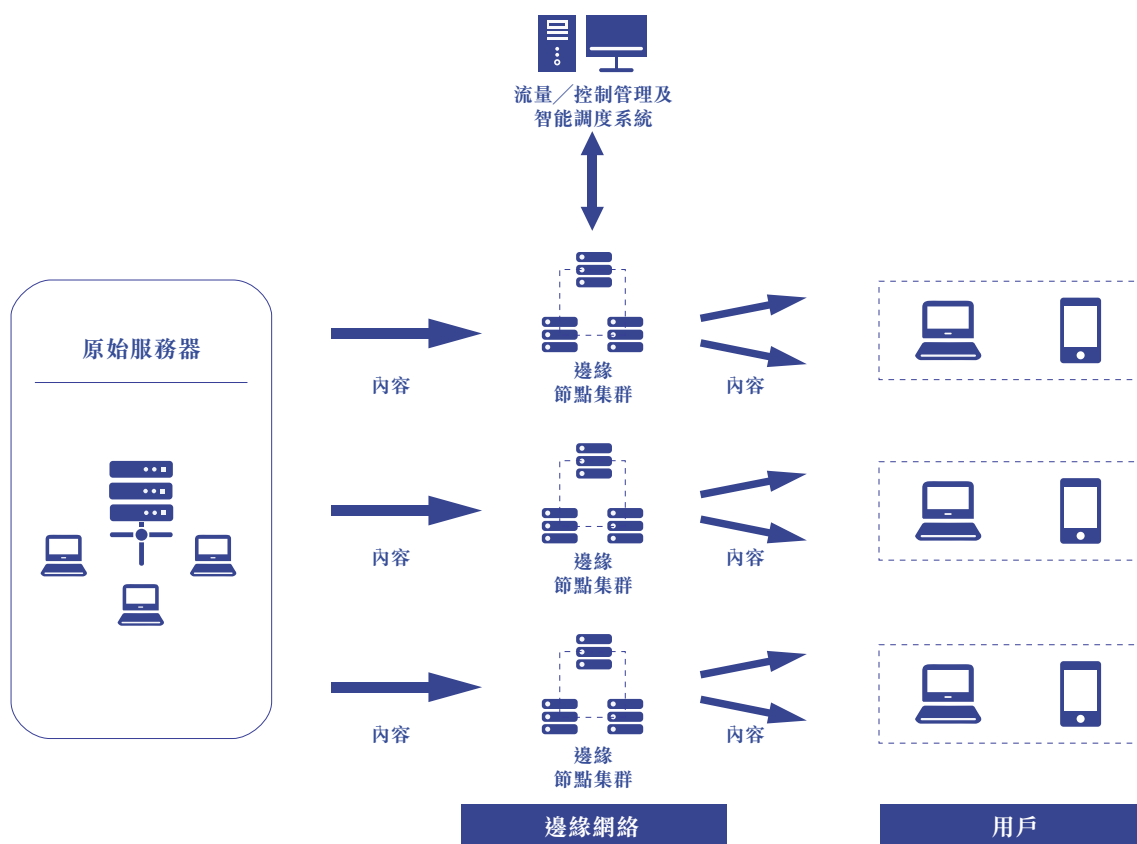 流量／控制管理及
智能調度系統
原始服務器
內容
邊緣
節點集群
內容
內容
邊緣
節點集群
內容
內容
邊緣
節點集群
內容
邊緣網絡
用戶